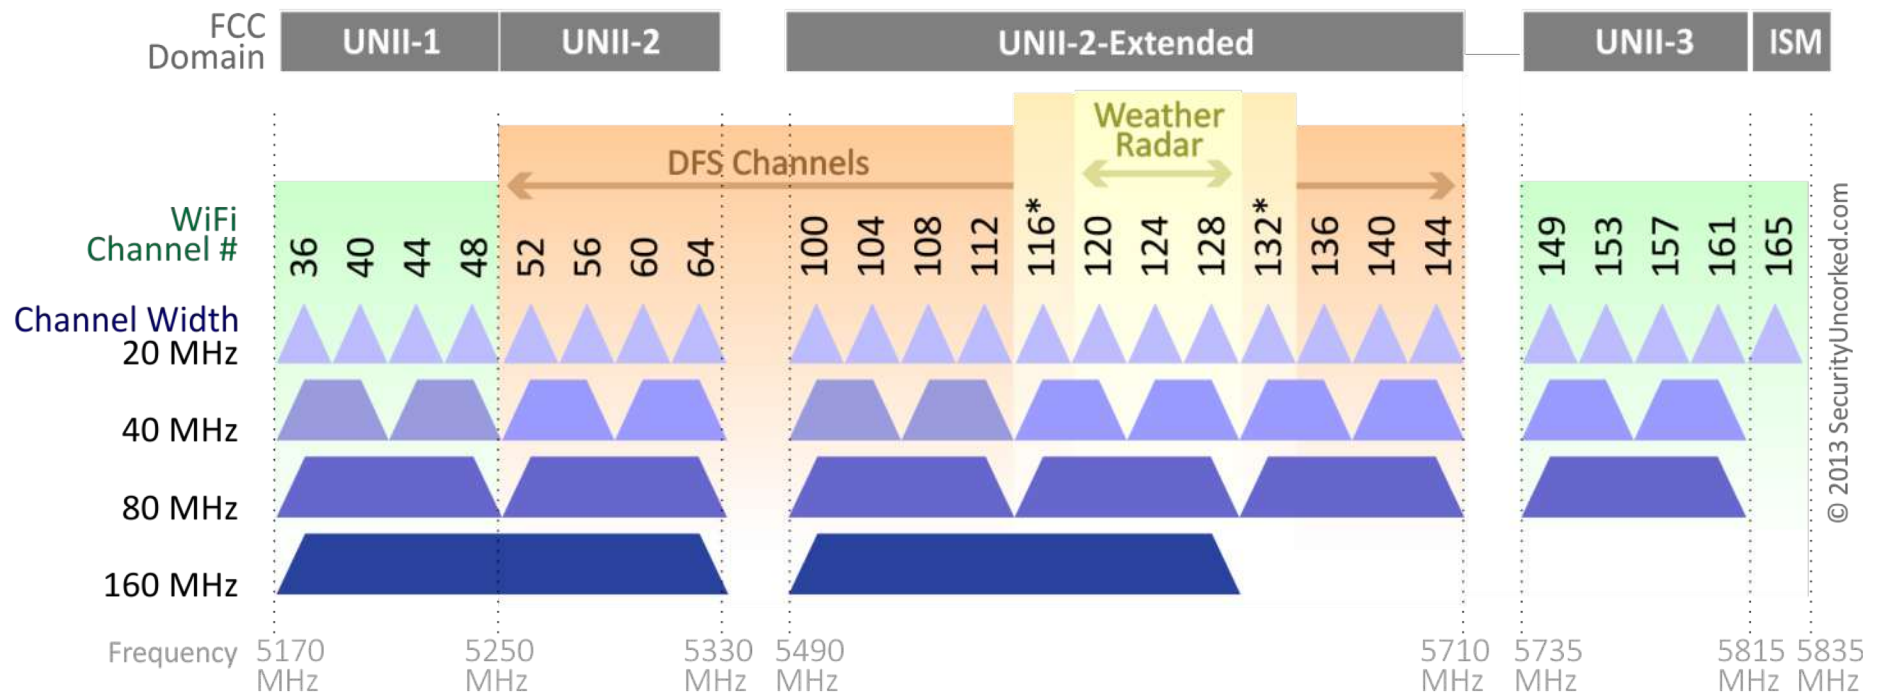 FCC
Domain
UNII-1
UNII-2
UNII-2-Extended
UNII-3
ISM
Weather
Radar
DFS Channels
WiFi
Channel #
36
40
44
48
52
56
60
64
100
104
108
112
116*
120
124
128
132*
136
140
144
149
153
157
161
165
Channel Width
20 MHz
40 MHz
80 MHz
160 MHz
Frequency
5170
MHz
5250
MHz
5330
MHz
5490
MHz
5710
MHz
5735
MHz
5815
MHz
5835
MHz
© 2013 SecurityUncorked.com